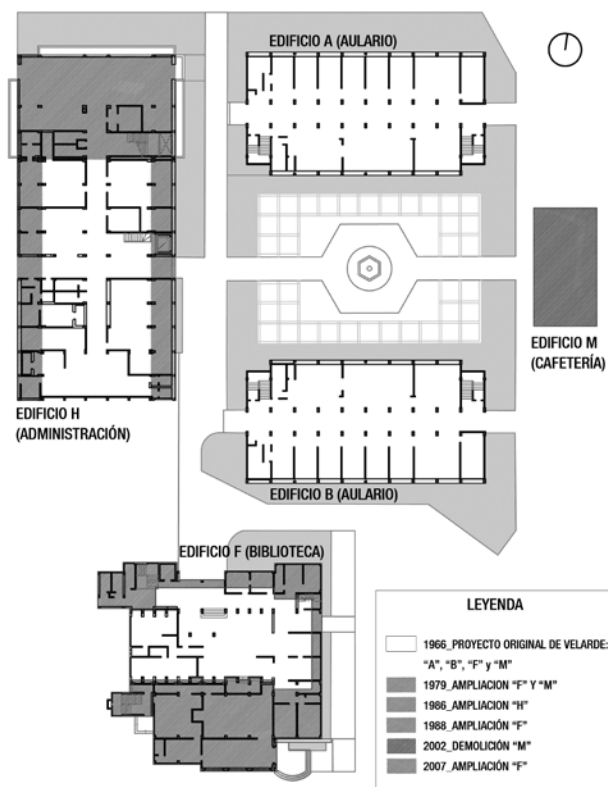 EDIFICIO A (AULARIO)
EDIFICIO M
(CAFETERÍA)
EDIFICIO H
(ADMINISTRACIÓN)
EDIFICIO B (AULARIO)
EDIFICIO F (BIBLIOTECA)
LEYENDA
1966_PROYECTO ORIGINAL DE VELARDE:
"A", "B", "F" y "M"
1979_AMPLIACION "F" Y "M"
1986_AMPLIACION "H"
1988_AMPLIACIÓN "F"
2002_DEMOLICIÓN "M"
2007_AMPLIACIÓN "F"